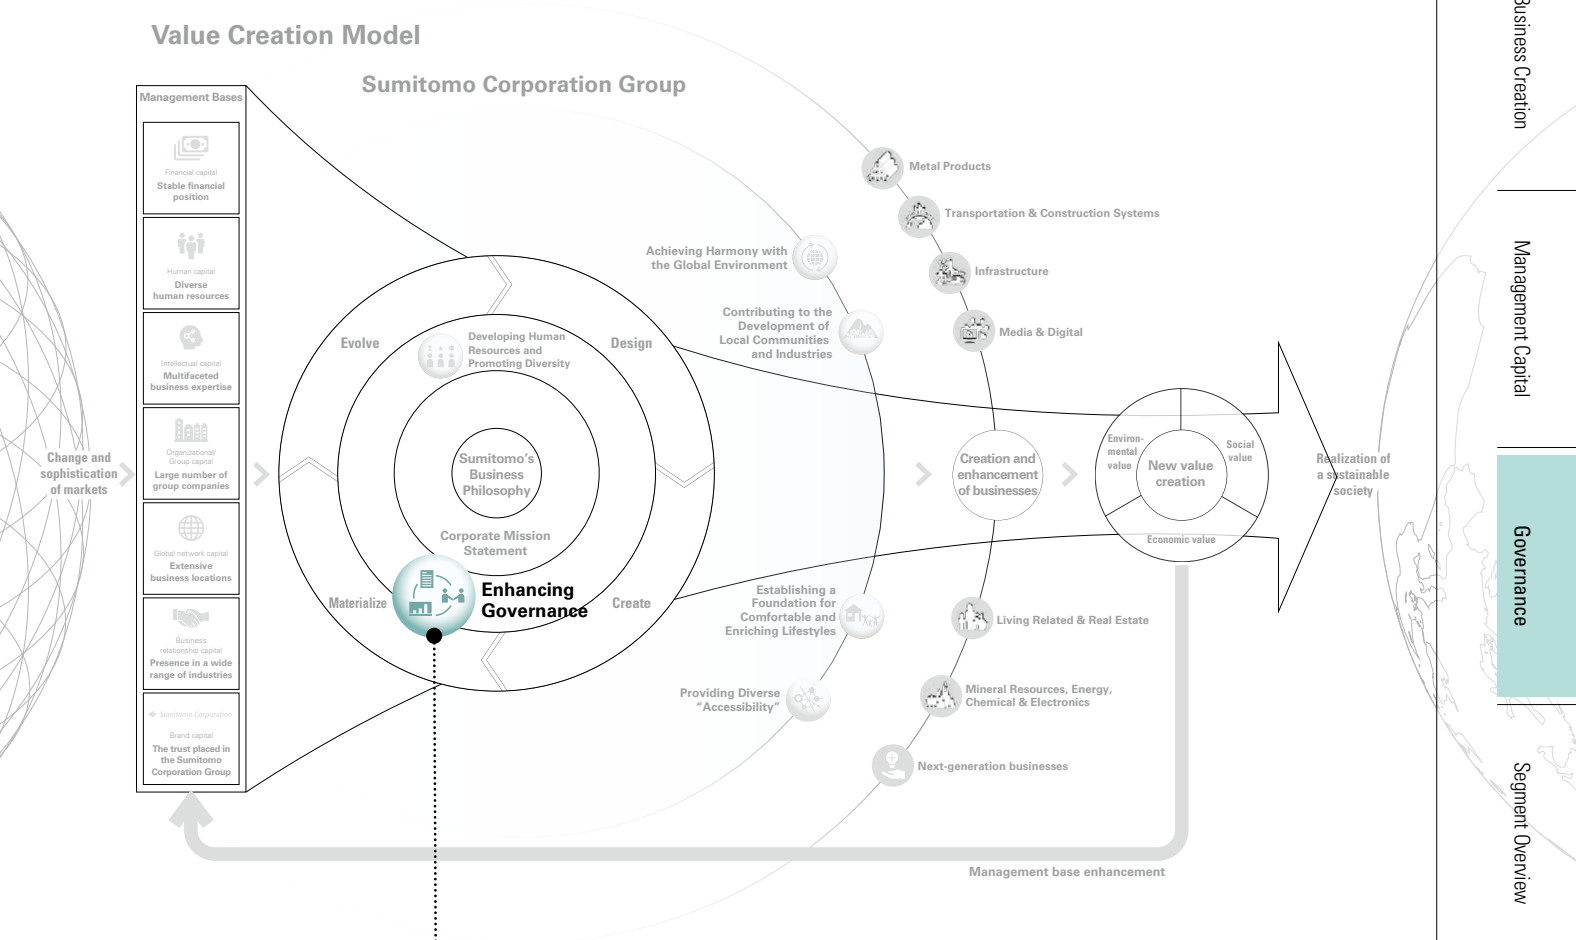 Value Creation Model
Sumitomo Corporation Group
Management Bases
Financial capital
Stable financial
position
Human capital
Diverse
human resources
Intellectual capital
Multifaceted
business expertise
Organizational/
Group capital
Large number of
group companies
Global network capital
Extensive
business locations
Business
relationship capital
Presence in a wide
range of industries
Sumitomo Corporation
Brand capital
The trust placed in
the Sumitomo
Corporation Group
Change and
sophistication
of markets
Evolve
Design
Developing Human
Resources and
Promoting Diversity
Sumitomo’s
Business
Philosophy
Corporate Mission
Statement
Materialize
Enhancing
Governance
Create
Achieving Harmony with
the Global Environment
Contributing to the
Development of
Local Communities
and Industries
Establishing a
Foundation for
Comfortable and
Enriching Lifestyles
Providing Diverse
“Accessibility”
Metal Products
Transportation & Construction Systems
Infrastructure
Media & Digital
Creation and
enhancement
of businesses
Living Related & Real Estate
Mineral Resources, Energy,
Chemical & Electronics
Next-generation businesses
Environ-
mental
value
Social
value
New value
creation
Economic value
Realization of
a sustainable
society
Management base enhancement
Business Creation
Management Capital
Governance
Segment Overview